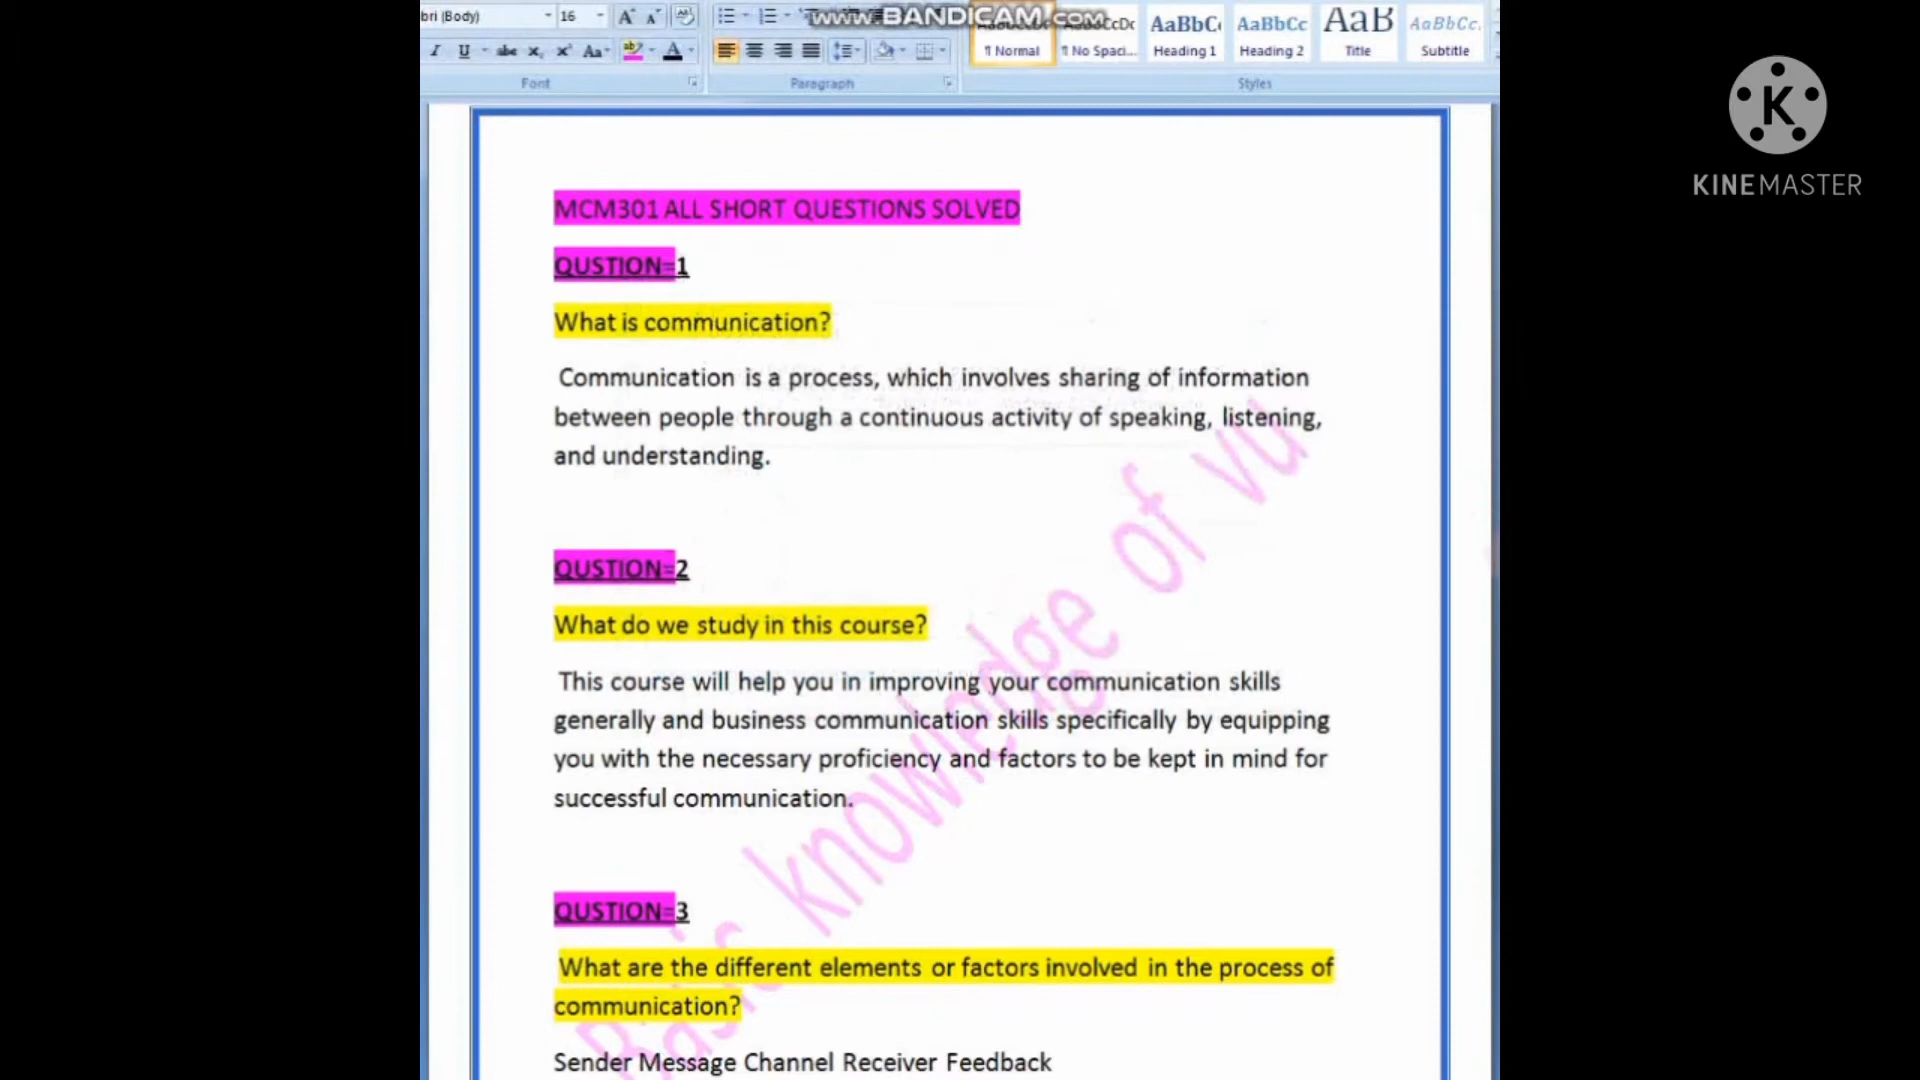 bri (Body) 16
www.BANDICAM.com
AaBbCc AaBbCc AaB AaBbCc.
¶ Normal ¶ No Spaci... Heading 1 Heading 2 Title Subtitle
Font Paragraph Styles
K
KINEMASTER
MCM301 ALL SHORT QUESTIONS SOLVED
QUSTION=1
What is communication?
Communication is a process, which involves sharing of information
between people through a continuous activity of speaking, listening,
and understanding.
QUSTION=2
What do we study in this course?
This course will help you in improving your communication skills
generally and business communication skills specifically by equipping
you with the necessary proficiency and factors to be kept in mind for
successful communication.
QUSTION=3
What are the different elements or factors involved in the process of
communication?
Sender Message Channel Receiver Feedback
Basic knowledge of vu